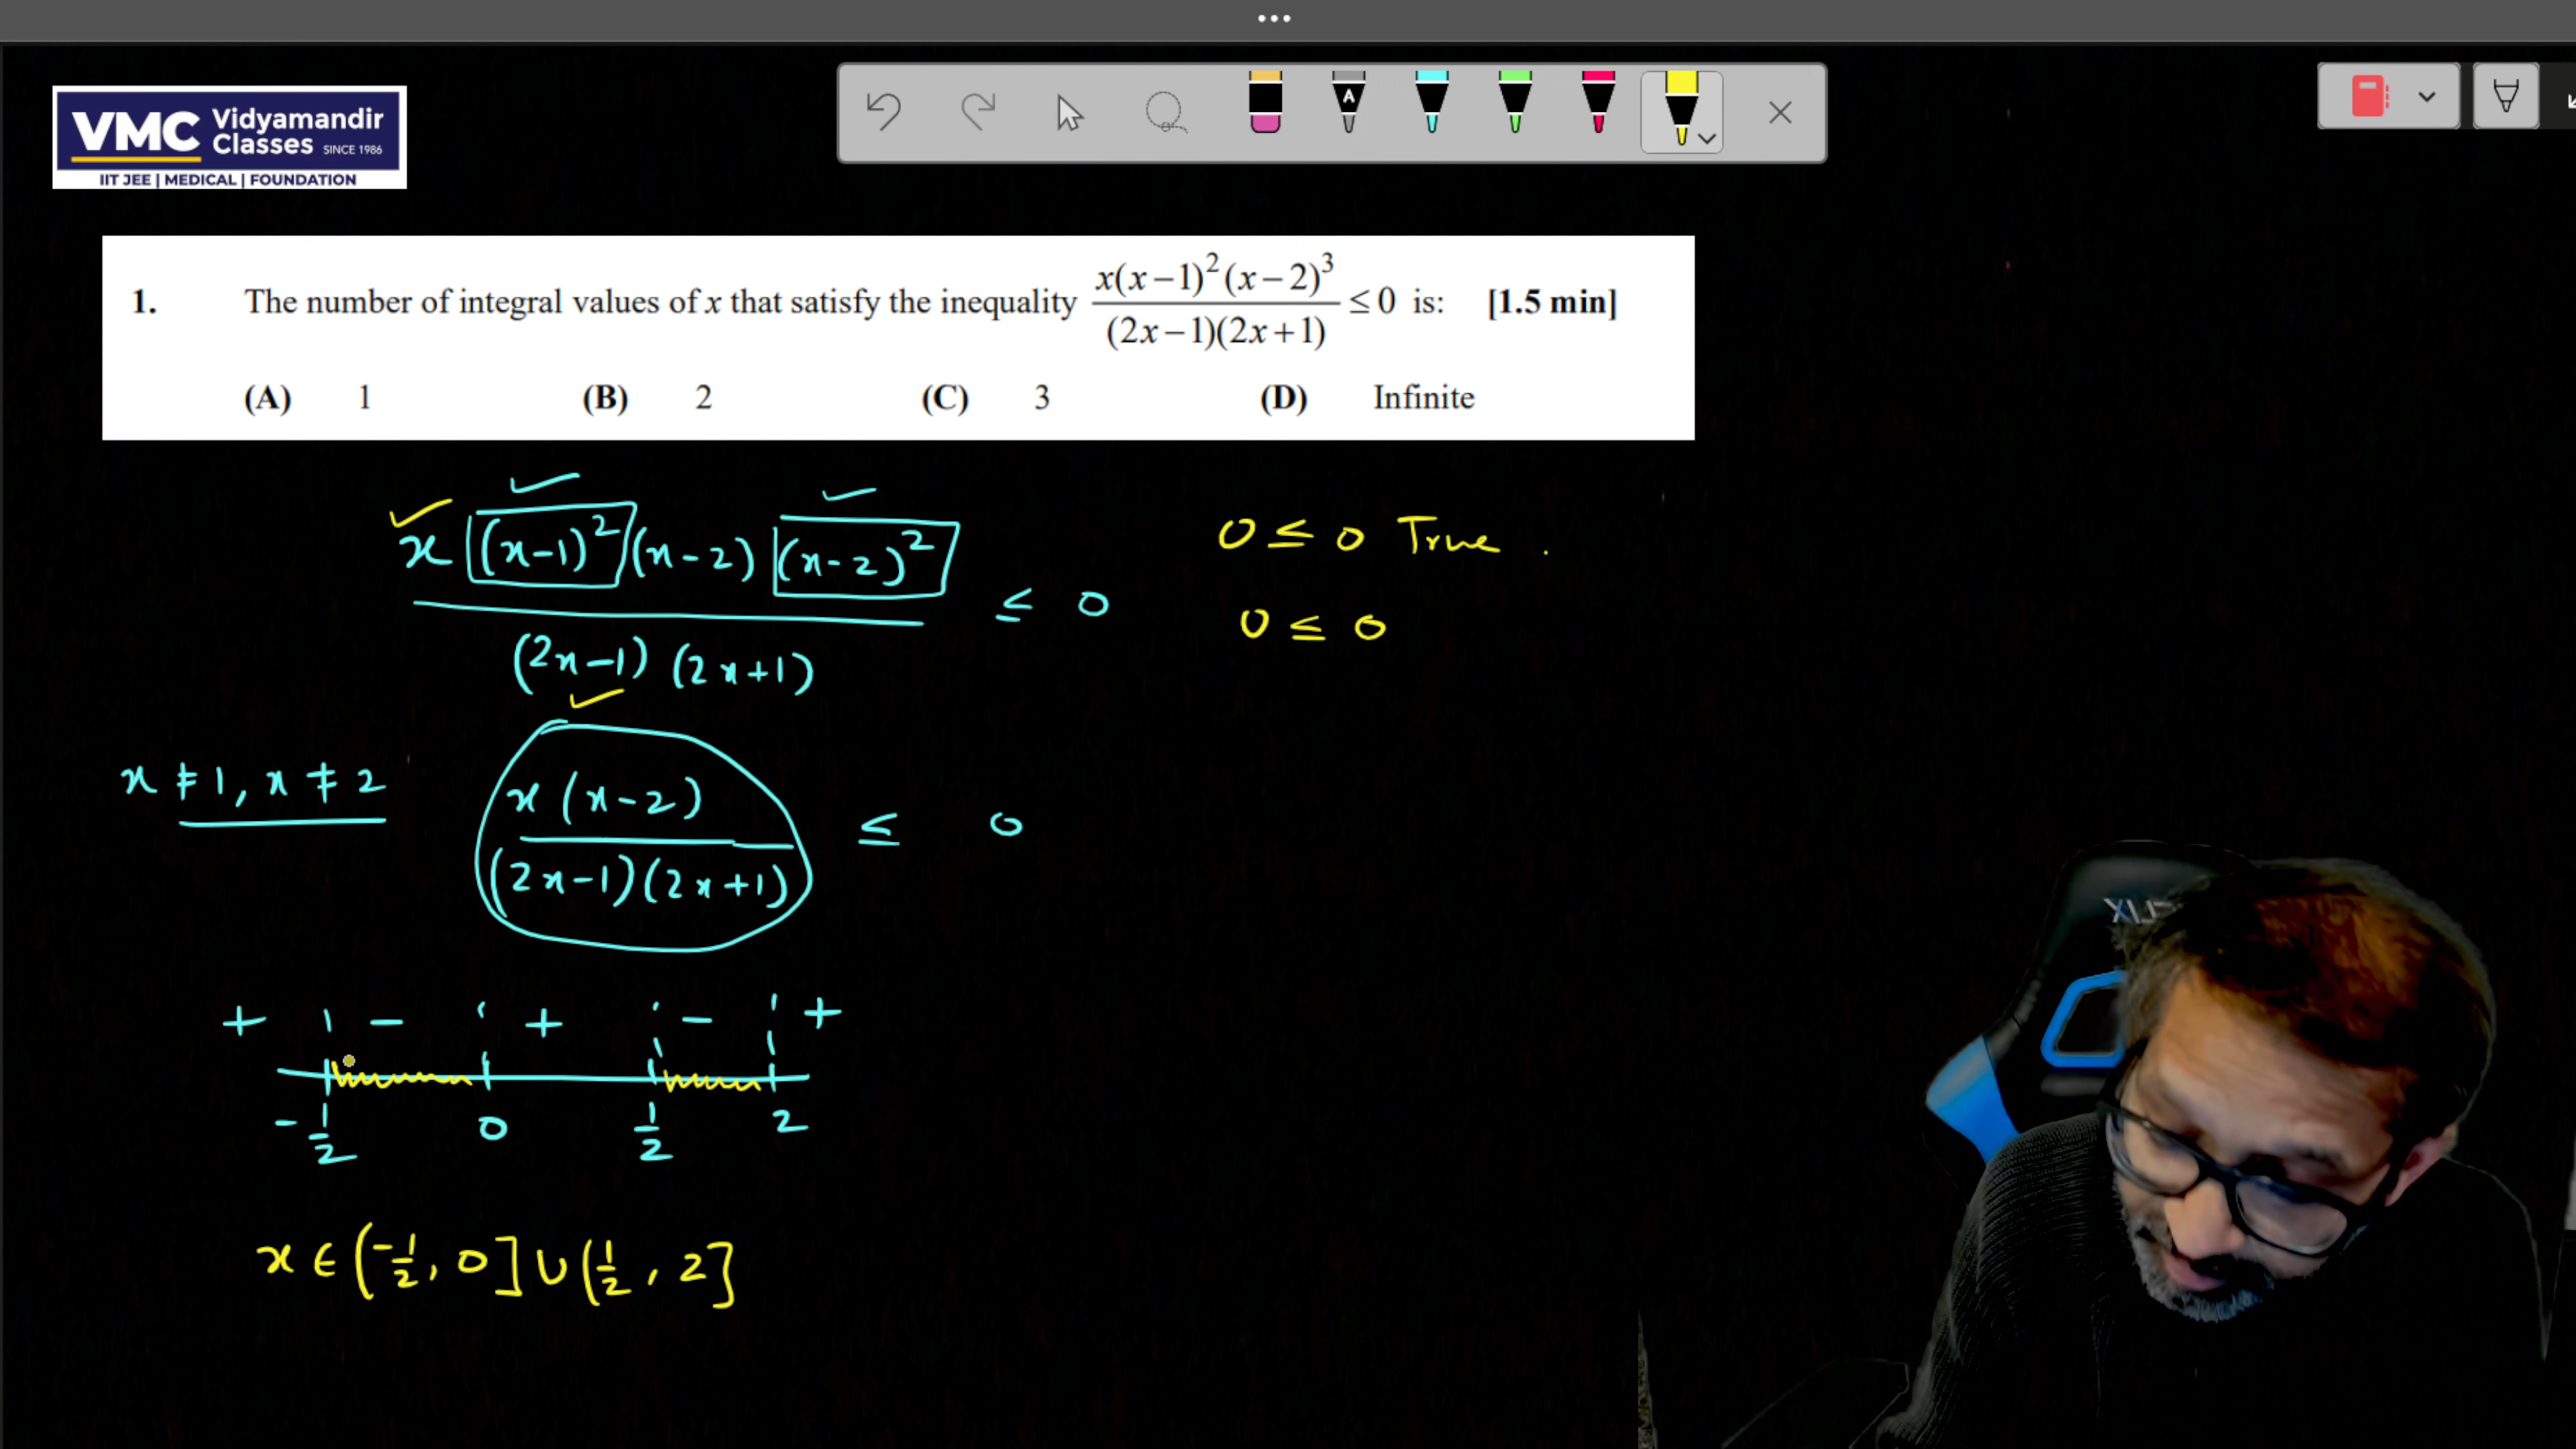 VMC Vidyamandir Classes SINCE 1986
IIT JEE | MEDICAL | FOUNDATION
A
1. The number of integral values of x that satisfy the inequality x(x−1)²(x−2)³ / (2x−1)(2x+1) ≤ 0 is: [1.5 min]
(A) 1 (B) 2 (C) 3 (D) Infinite
x (x-1)² (x-2) (x-2)² / (2x-1) (2x+1) ≤ 0
0 ≤ 0 True .
0 ≤ 0
x ≠ 1, x ≠ 2
x (x-2) / (2x-1)(2x+1) ≤ 0
+ - + - +
-1/2 0 1/2 2
x ∈ (-1/2, 0] ∪ (1/2, 2]